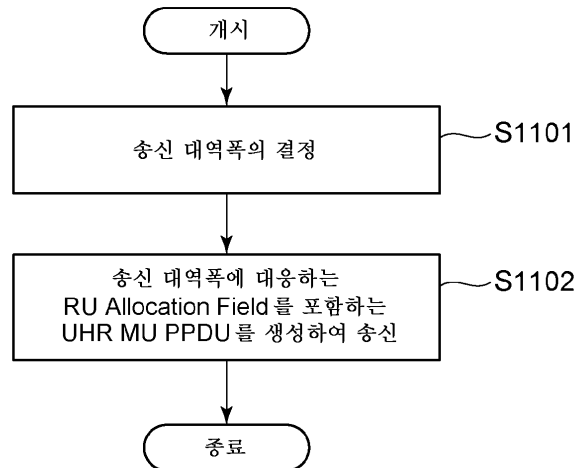 개시
송신 대역폭의 결정
S1101
송신 대역폭에 대응하는
RU Allocation Field를 포함하는
UHR MU PPDU를 생성하여 송신
S1102
종료